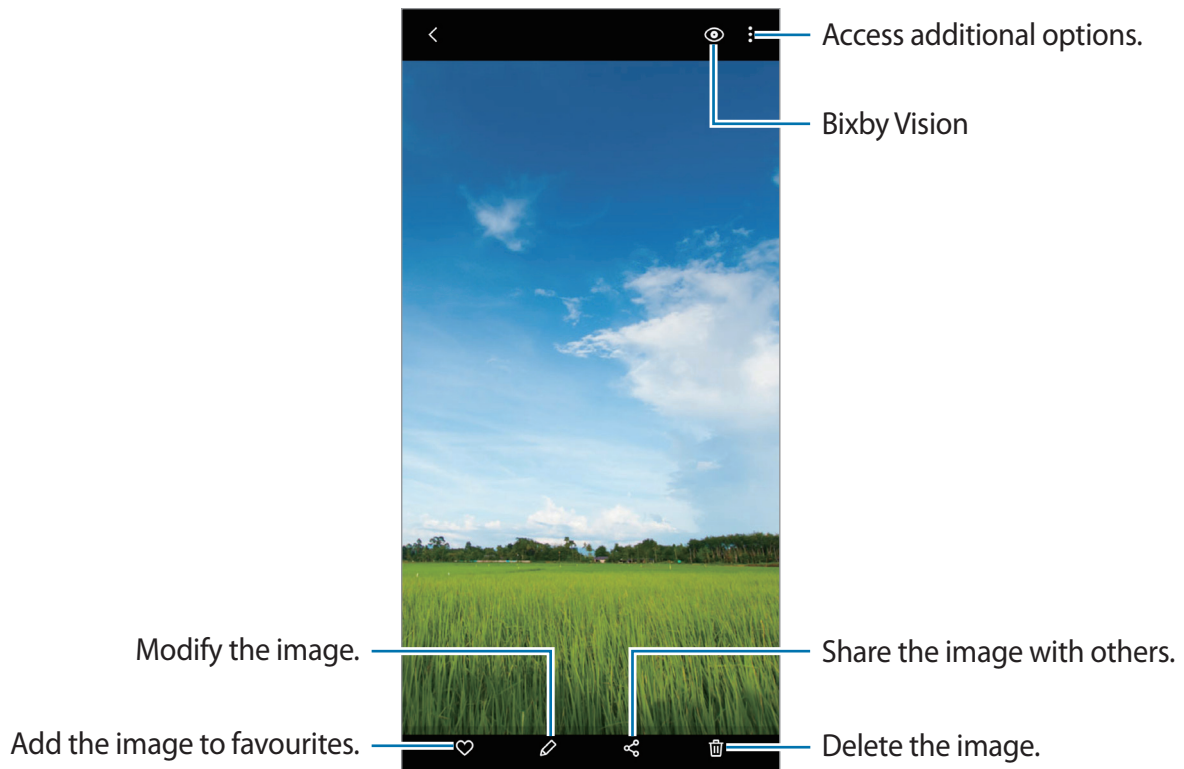 Access additional options.
Bixby Vision
Modify the image.
Share the image with others.
Add the image to favourites.
Delete the image.